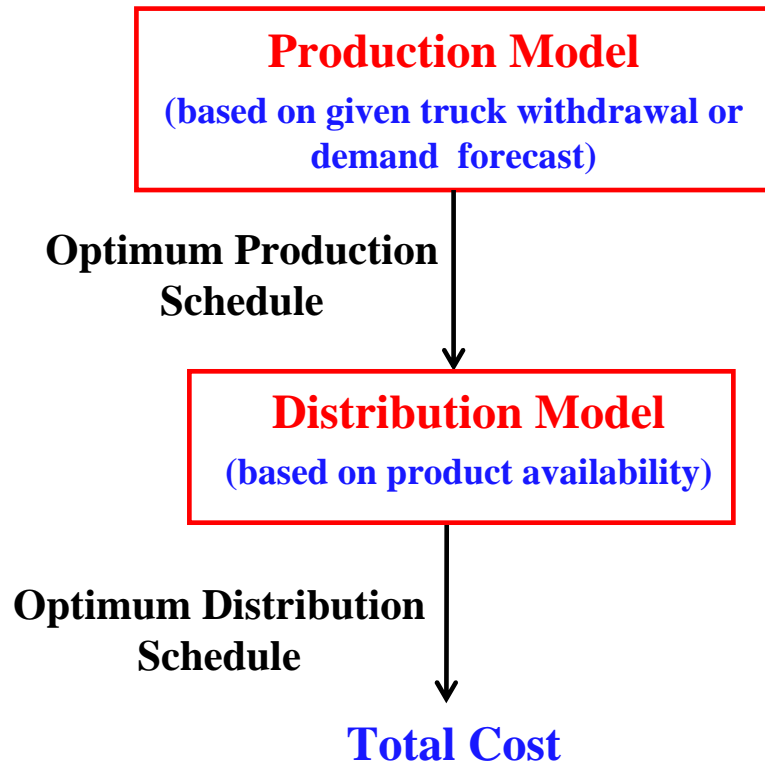 Production Model
(based on given truck withdrawal or
demand forecast)
Optimum Production
Schedule
Distribution Model
(based on product availability)
Optimum Distribution
Schedule
Total Cost